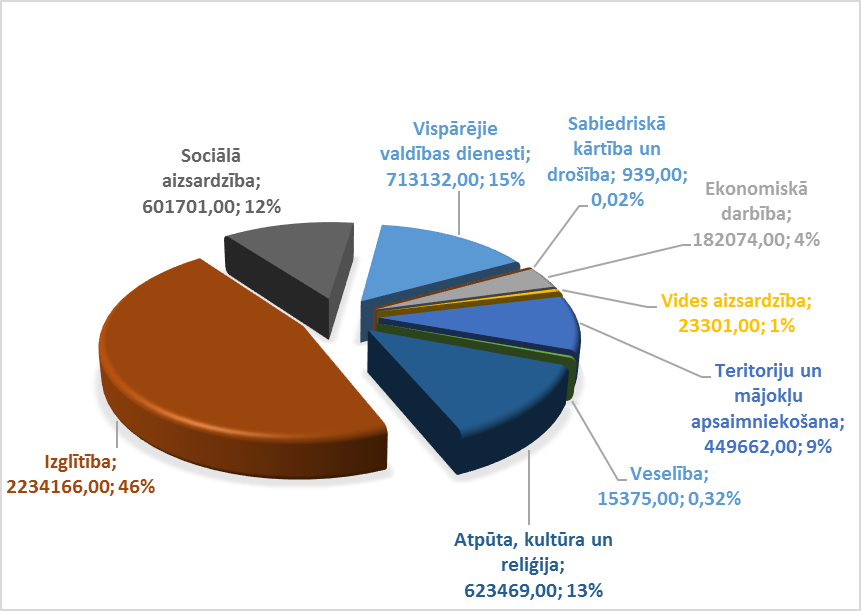 Vispārējie
valdības dienesti;
713132,00; 15%
Sabiedriskā
kārtība un
drošība; 939,00;
0,02%
Ekonomiskā
darbība;
182074,00; 4%
Vides aizsardzība;
23301,00; 1%
Teritoriju un
mājokļu
apsaimniekošana;
449662,00; 9%
Veselība;
15375,00; 0,32%
Atpūta, kultūra un
reliģija;
623469,00; 13%
Izglītība;
2234166,00; 46%
Sociālā
aizsardzība;
601701,00; 12%